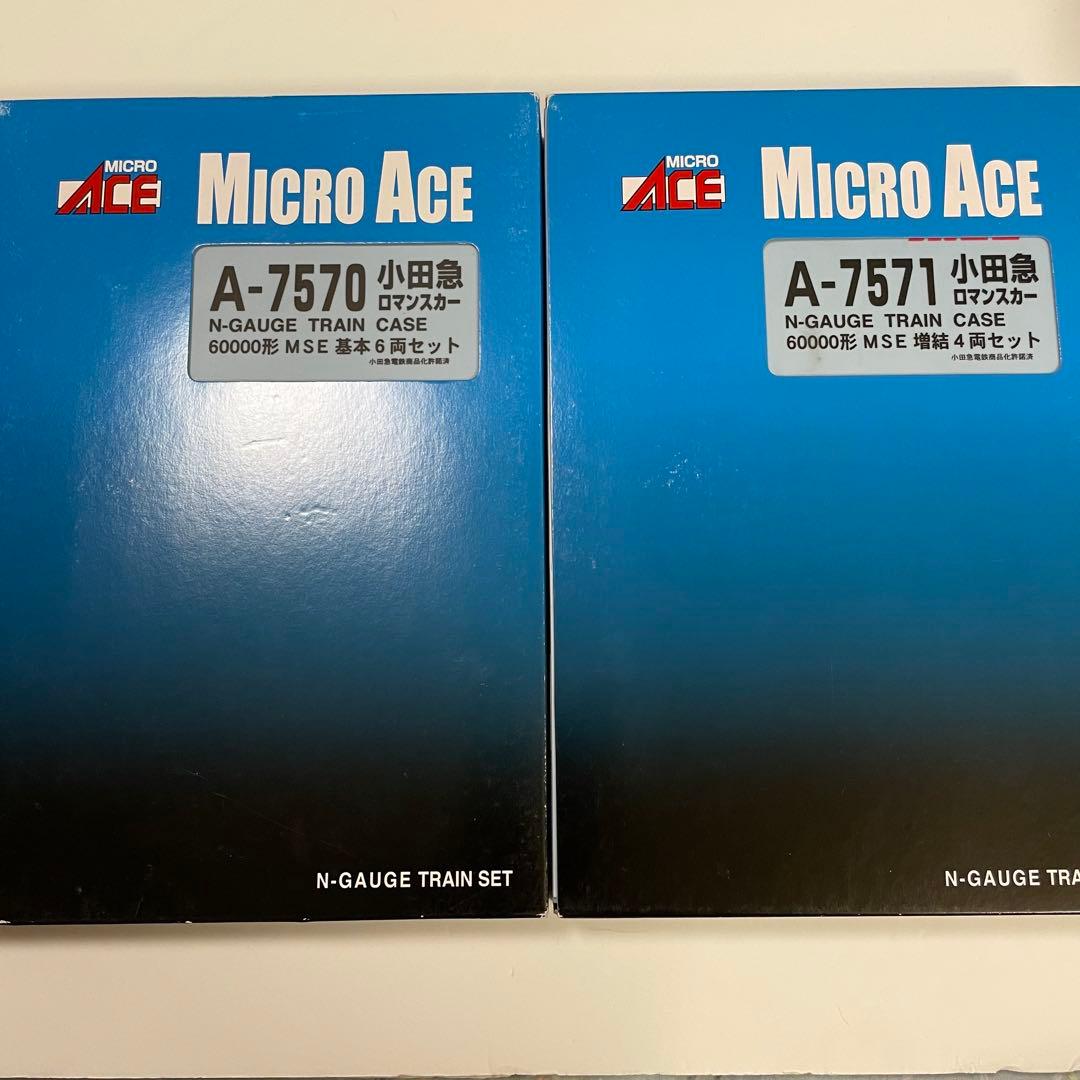 MICRO
ACE
MICRO ACE
A-7570 小田急
ロマンスカー
N-GAUGE TRAIN CASE
60000形 MSE 基本6両セット
小田急電鉄商品化許諾済
N-GAUGE TRAIN SET
MICRO
ACE
MICRO ACE
A-7571 小田急
ロマンスカー
N-GAUGE TRAIN CASE
60000形 MSE 増結4両セット
小田急電鉄商品化許諾済
N-GAUGE TRA